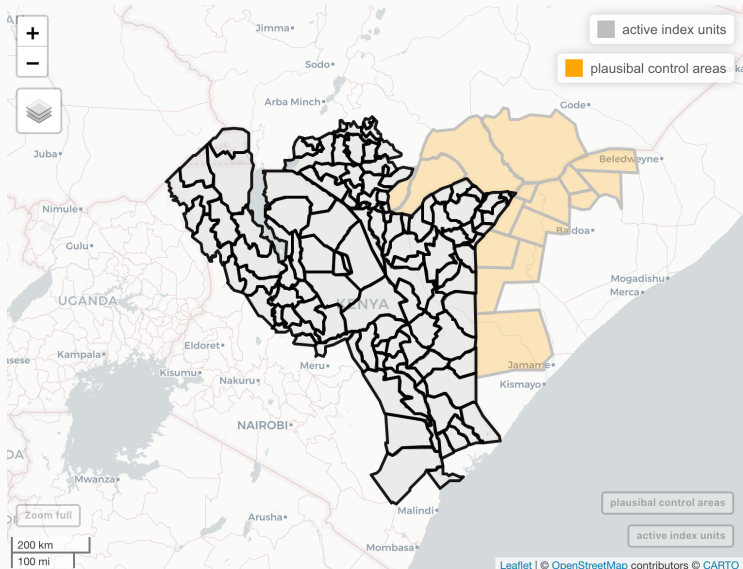 +
−
active index units
plausibal control areas
Jimma
Sodo
Arba Minch
Gode
Juba
Beledweyne
Nimule
Gulu
Baidoa
Mogadishu
Merca
UGANDA
KENYA
Eldoret
Kampala
Kisumu
Nakuru
Meru
Jamame
Kismayo
NAIROBI
Mwanza
Arusha
Malindi
Mombasa
Zoom full
plausibal control areas
active index units
200 km
100 mi
Leaflet | © OpenStreetMap contributors © CARTO